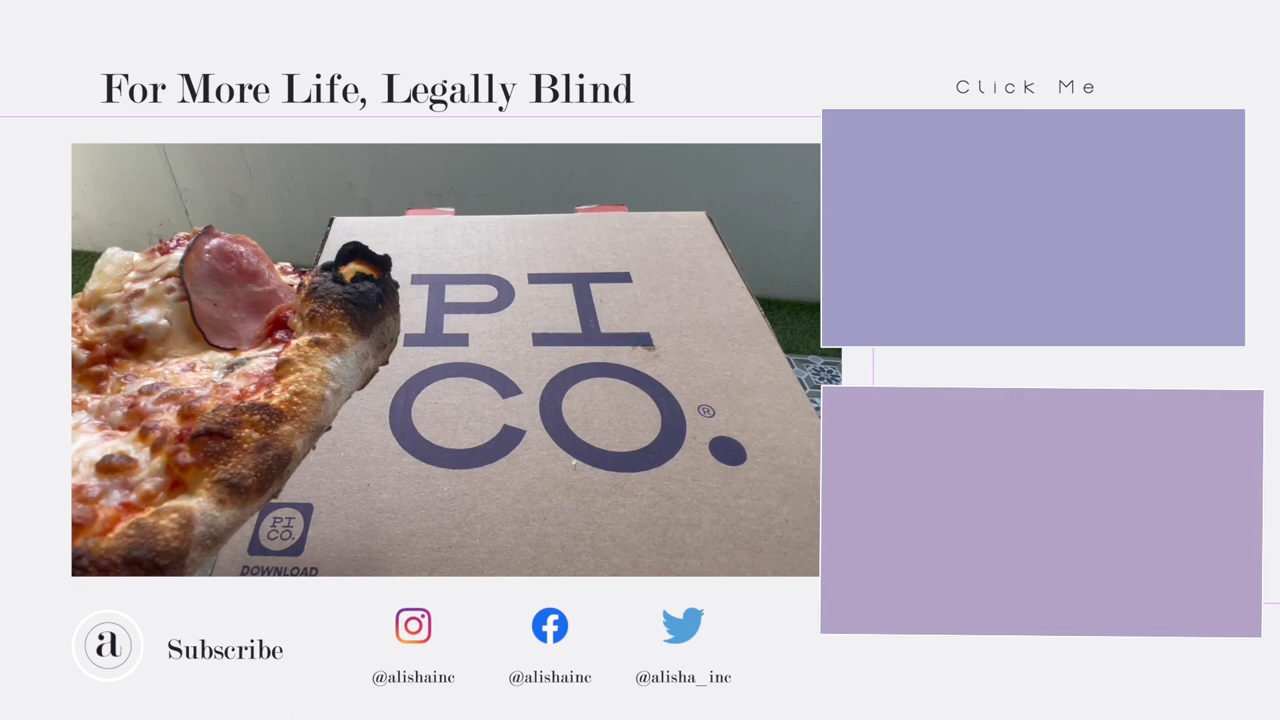 For More Life, Legally Blind
Click Me
PI
CO.®
PI
CO.
DOWNLOAD
a
Subscribe
@alishainc
@alishainc
@alisha_inc